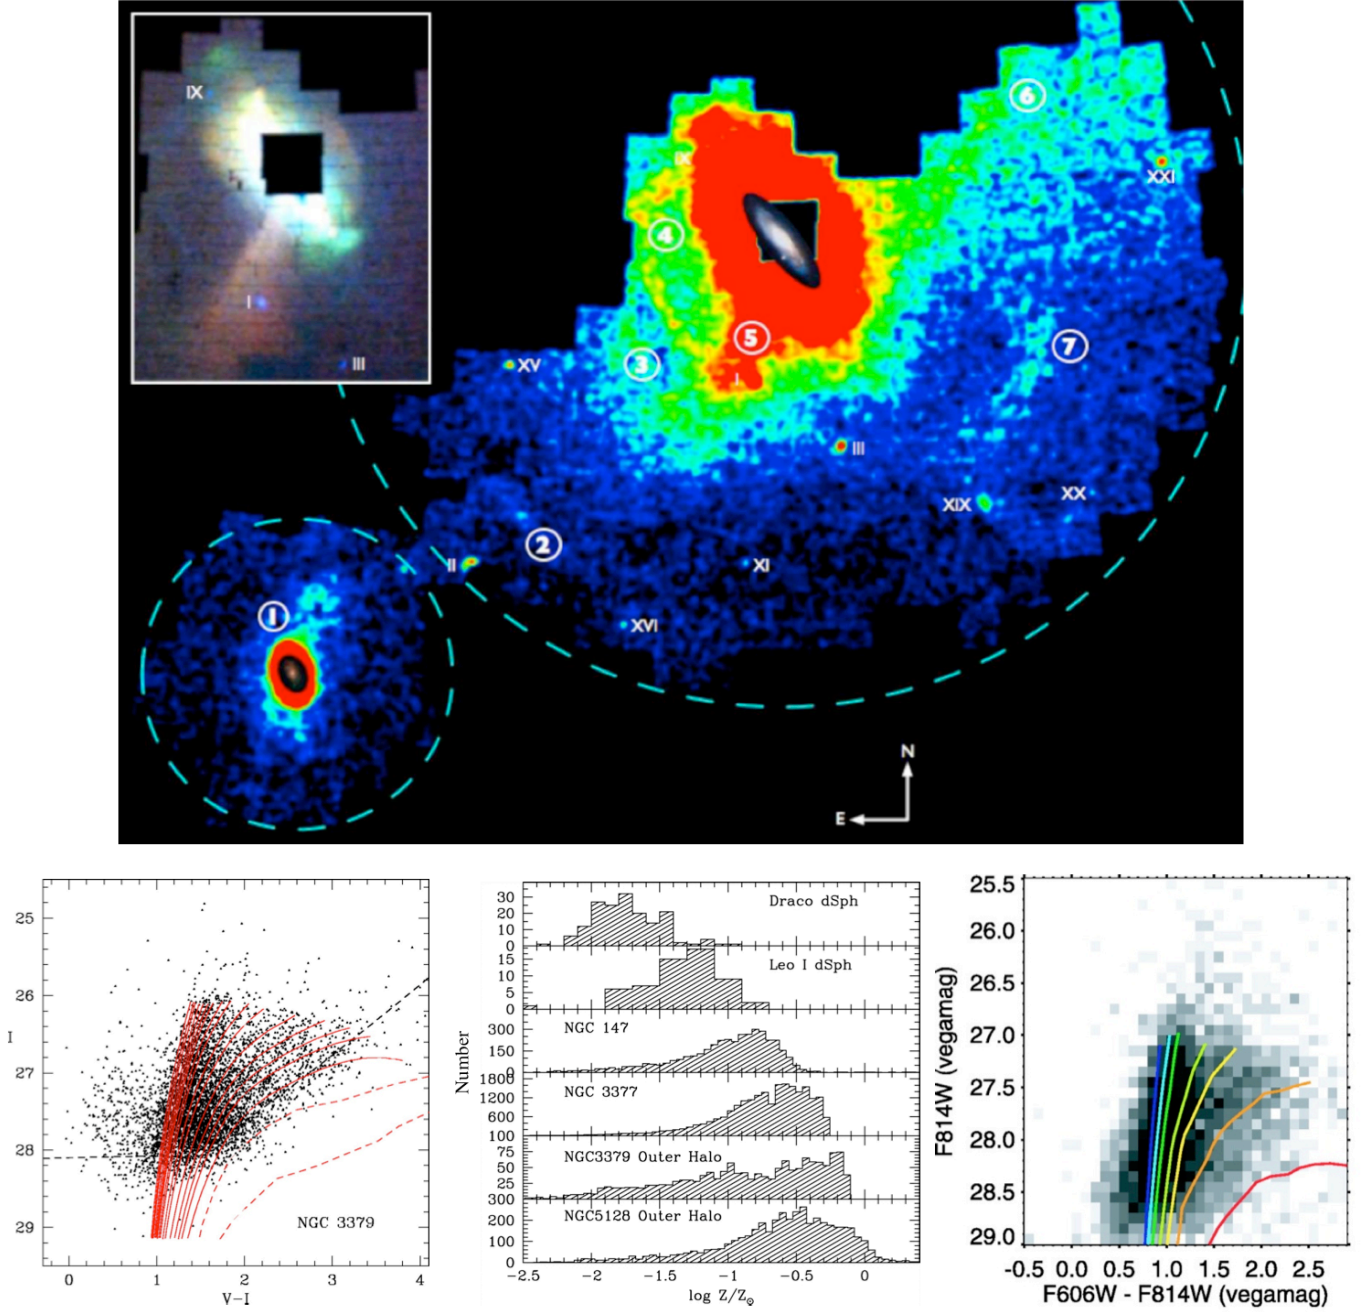 IX
I
III
6
XXI
IX
4
5
I
3
XV
7
III
XIX
XX
2
II
XI
XVI
1
N
E
25
26
27
28
29
I
NGC 3379
0 1 2 3 4
V-I
Draco dSph
30
20
10
0
Leo I dSph
15
10
5
0
NGC 147
300
150
0
NGC 3377
1800
1200
600
NGC3379 Outer Halo
100
75
50
25
NGC5128 Outer Halo
300
200
100
0
Number
-2.5 -2 -1.5 -1 -0.5 0
log Z/Z⊙
25.5
26.0
26.5
27.0
27.5
28.0
28.5
29.0
F814W (vegamag)
-0.5 0.0 0.5 1.0 1.5 2.0 2.5
F606W - F814W (vegamag)